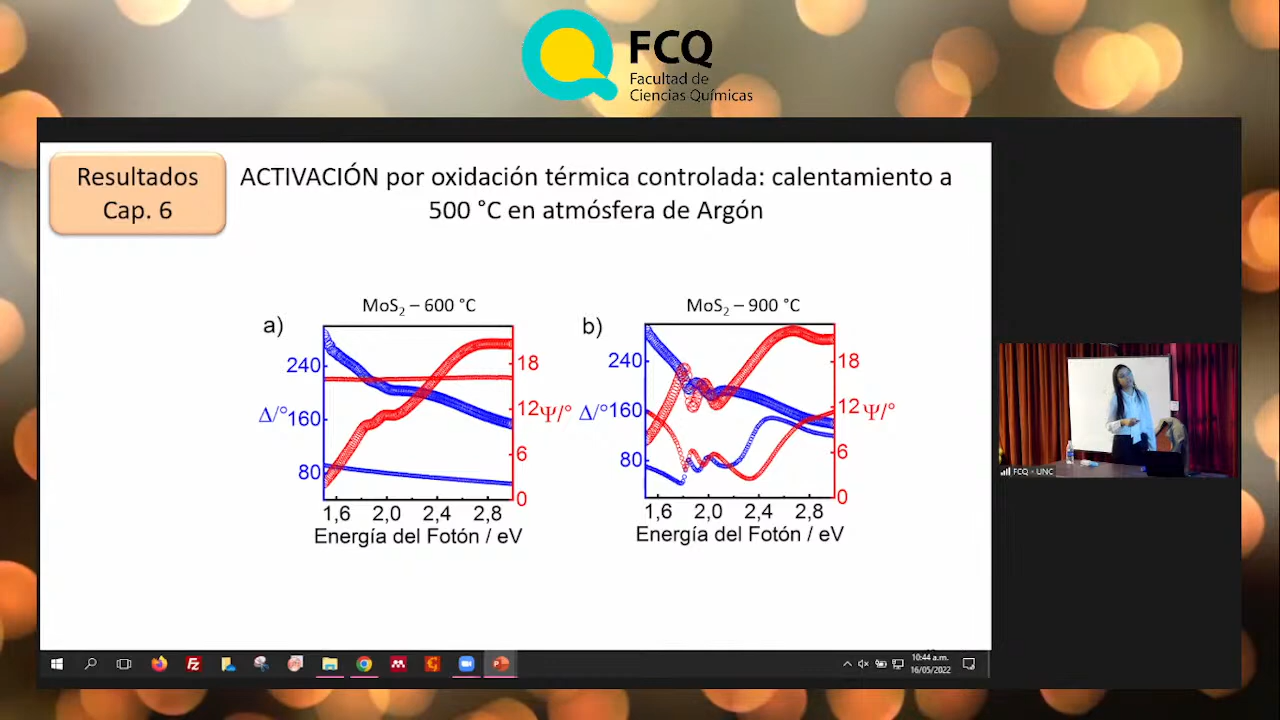 FCQ
Facultad de
Ciencias Químicas
Resultados
Cap. 6
ACTIVACIÓN por oxidación térmica controlada: calentamiento a
500 °C en atmósfera de Argón
MoS₂ – 600 °C
a)
240
160
80
Δ/°
18
12
6
0
Ψ/°
1,6 2,0 2,4 2,8
Energía del Fotón / eV
MoS₂ – 900 °C
b)
240
160
80
Δ/°
18
12
6
0
Ψ/°
1,6 2,0 2,4 2,8
Energía del Fotón / eV
FCQ - UNC
10:44 a.m.
16/05/2022